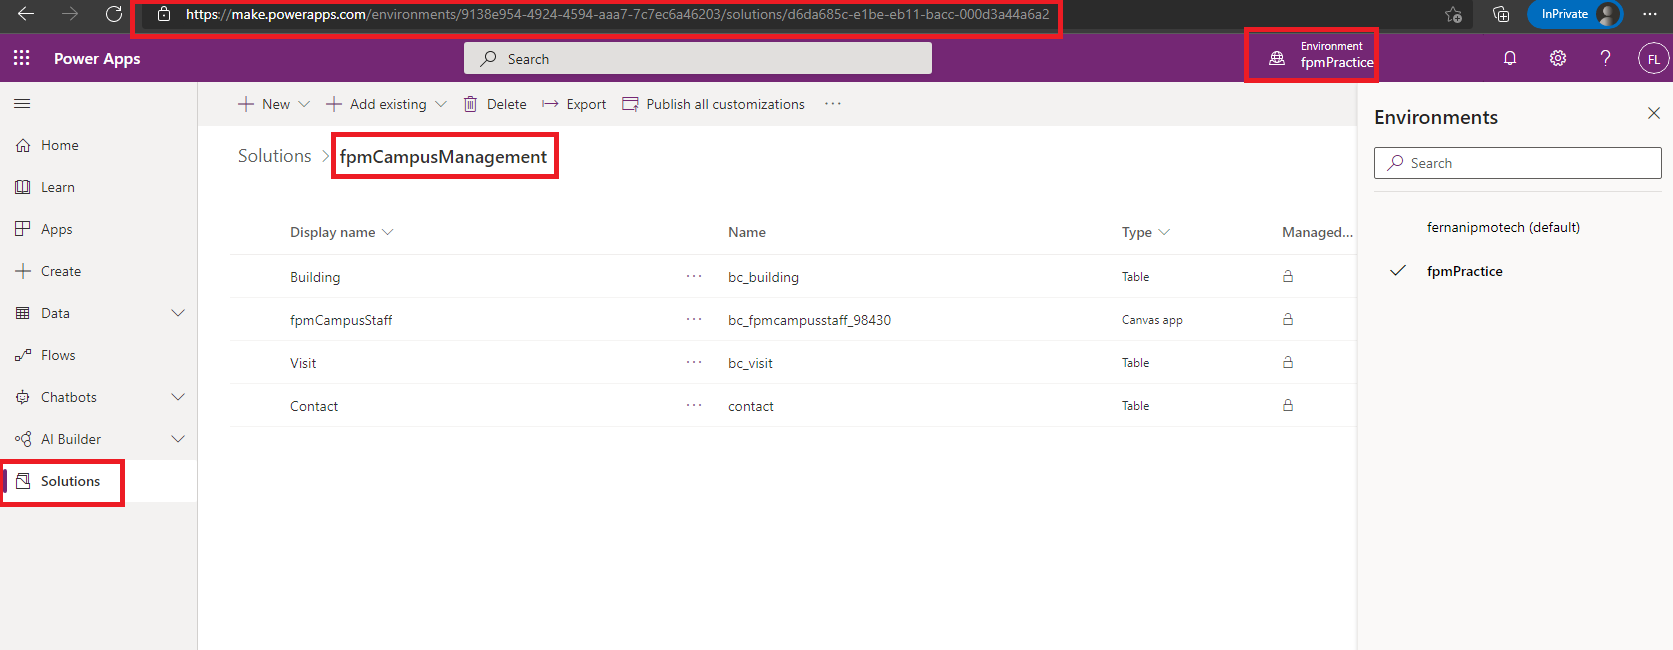 https://make.powerapps.com/environments/9138e954-4924-4594-aaa7-7c7ec6a46203/solutions/d6da685c-e1be-eb11-bacc-000d3a44a6a2
InPrivate
Power Apps
Search
Environment
fpmPractice
?
FL
New
Add existing
Delete
Export
Publish all customizations
...
Home
Learn
Apps
Create
Data
Flows
Chatbots
AI Builder
Solutions
Solutions > fpmCampusManagement
Display name Name Type Managed...
Building ... bc_building Table
fpmCampusStaff ... bc_fpmcampusstaff_98430 Canvas app
Visit ... bc_visit Table
Contact ... contact Table
Environments
Search
fernanipmotech (default)
fpmPractice